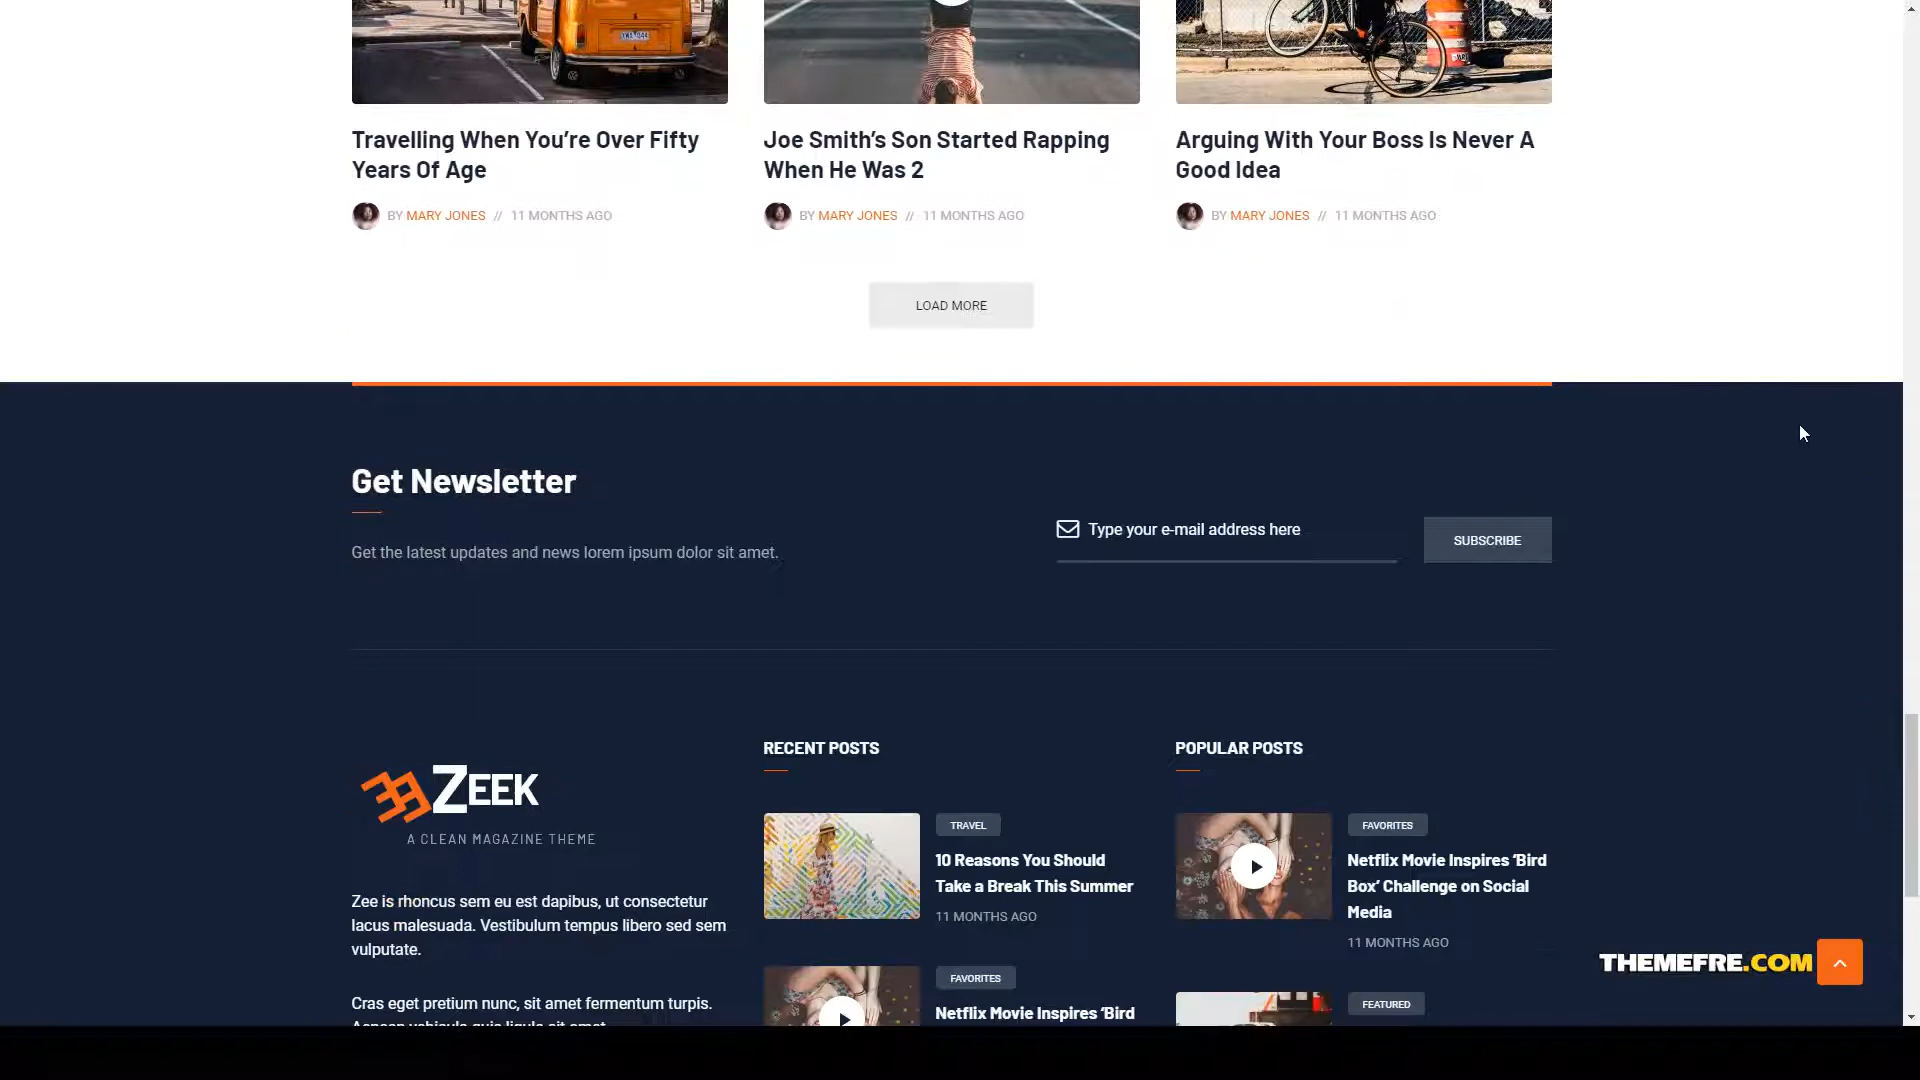 Travelling When You’re Over Fifty
Years Of Age
BY MARY JONES // 11 MONTHS AGO
Joe Smith’s Son Started Rapping
When He Was 2
BY MARY JONES // 11 MONTHS AGO
Arguing With Your Boss Is Never A
Good Idea
BY MARY JONES // 11 MONTHS AGO
LOAD MORE
Get Newsletter
Get the latest updates and news lorem ipsum dolor sit amet.
Type your e-mail address here
SUBSCRIBE
ZEEK
A CLEAN MAGAZINE THEME
Zee is rhoncus sem eu est dapibus, ut consectetur
lacus malesuada. Vestibulum tempus libero sed sem
vulputate.
Cras eget pretium nunc, sit amet fermentum turpis.
RECENT POSTS
TRAVEL
10 Reasons You Should
Take a Break This Summer
11 MONTHS AGO
FAVORITES
Netflix Movie Inspires ‘Bird
POPULAR POSTS
FAVORITES
Netflix Movie Inspires ‘Bird
Box’ Challenge on Social
Media
11 MONTHS AGO
FEATURED
THEMEFRE.COM